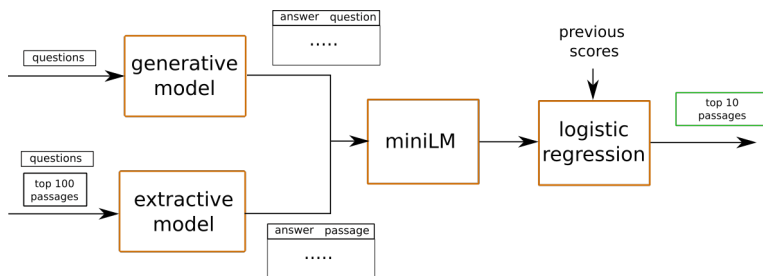 answer question
.....
questions
generative
model
previous
scores
miniLM
logistic
regression
top 10
passages
questions
top 100
passages
extractive
model
answer passage
.....